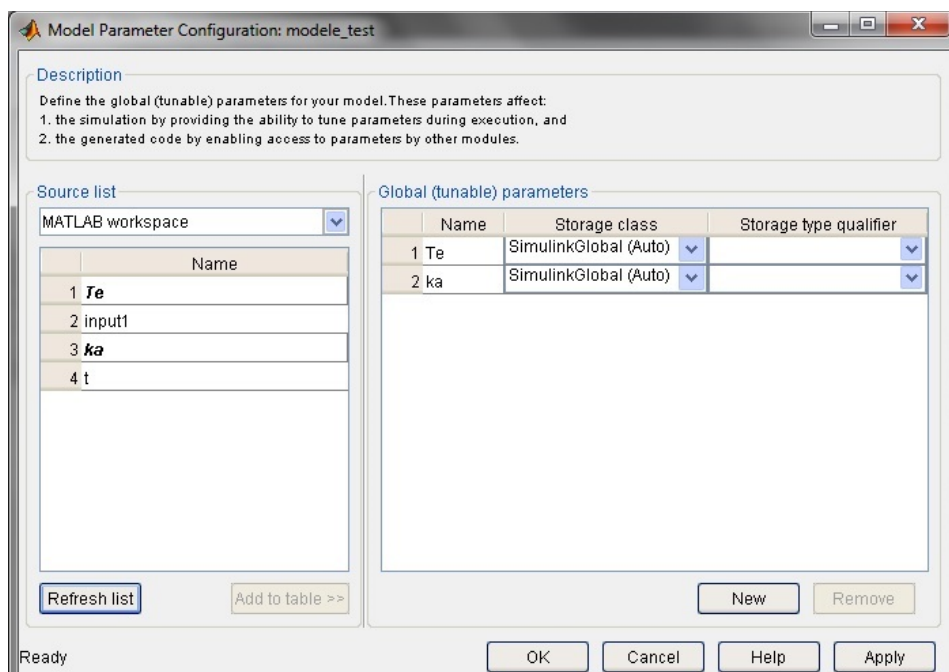 Model Parameter Configuration: modele_test
Description
Define the global (tunable) parameters for your model.These parameters affect:
1. the simulation by providing the ability to tune parameters during execution, and
2. the generated code by enabling access to parameters by other modules.
Source list
MATLAB workspace
Name
1 Te
2 input1
3 ka
4 t
Refresh list
Add to table >>
Global (tunable) parameters
Name Storage class Storage type qualifier
1 Te SimulinkGlobal (Auto)
2 ka SimulinkGlobal (Auto)
New Remove
Ready
OK Cancel Help Apply